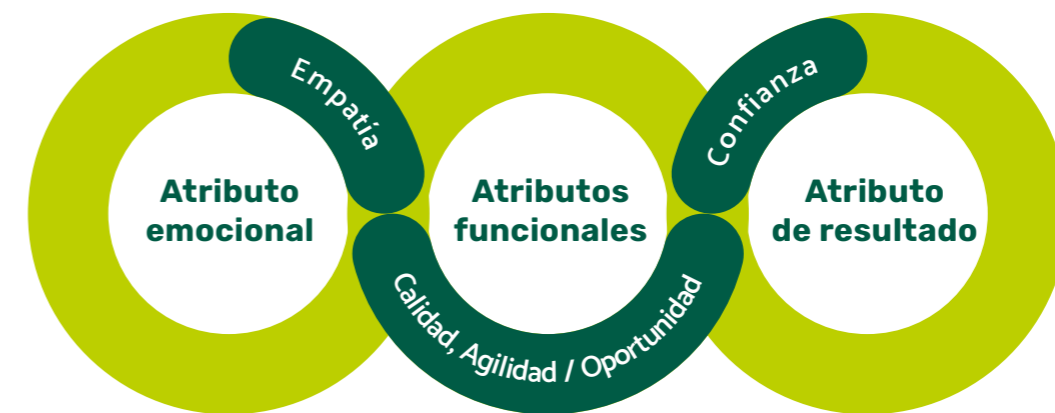 Empatía
Atributo
emocional
Calidad, Agilidad / Oportunidad
Atributos
funcionales
Confianza
Atributo
de resultado